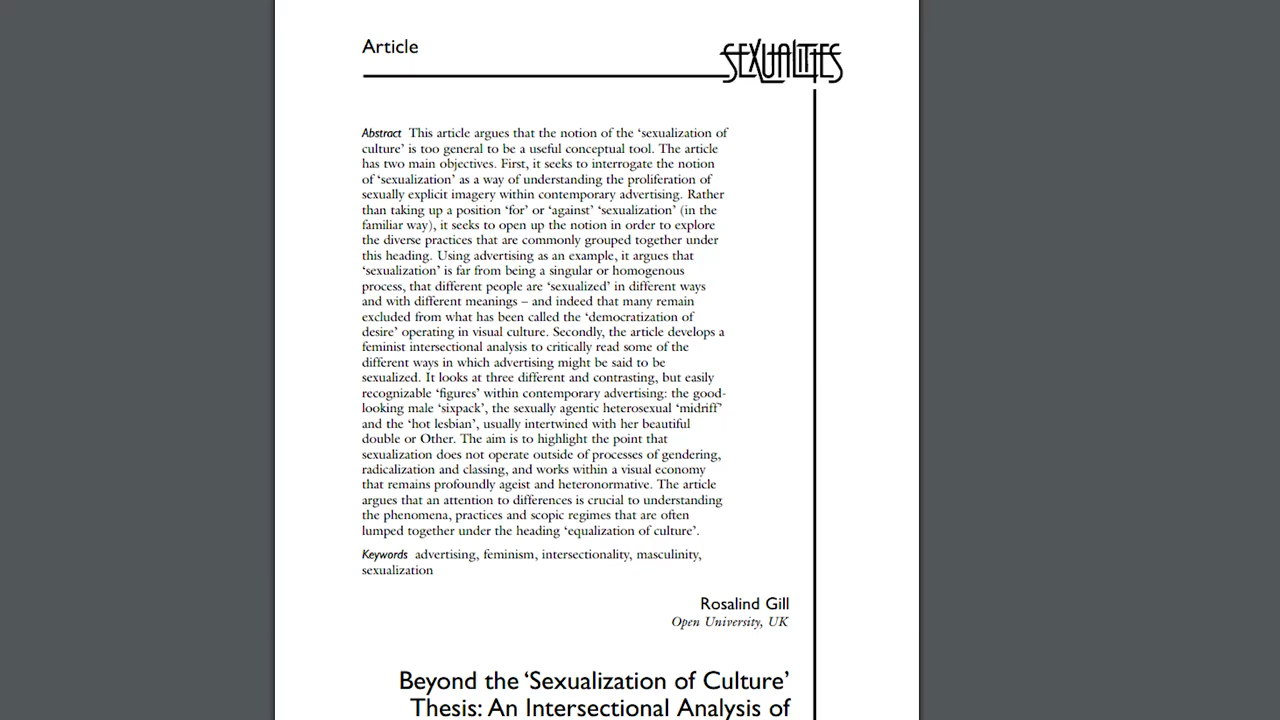 Article
SEXUALITIES
Abstract This article argues that the notion of the ‘sexualization of
culture’ is too general to be a useful conceptual tool. The article
has two main objectives. First, it seeks to interrogate the notion
of ‘sexualization’ as a way of understanding the proliferation of
sexually explicit imagery within contemporary advertising. Rather
than taking up a position ‘for’ or ‘against’ ‘sexualization’ (in the
familiar way), it seeks to open up the notion in order to explore
the diverse practices that are commonly grouped together under
this heading. Using advertising as an example, it argues that
‘sexualization’ is far from being a singular or homogenous
process, that different people are ‘sexualized’ in different ways
and with different meanings – and indeed that many remain
excluded from what has been called the ‘democratization of
desire’ operating in visual culture. Secondly, the article develops a
feminist intersectional analysis to critically read some of the
different ways in which advertising might be said to be
sexualized. It looks at three different and contrasting, but easily
recognizable ‘figures’ within contemporary advertising: the good-
looking male ‘sixpack’, the sexually agentic heterosexual ‘midriff’
and the ‘hot lesbian’, usually intertwined with her beautiful
double or Other. The aim is to highlight the point that
sexualization does not operate outside of processes of gendering,
radicalization and classing, and works within a visual economy
that remains profoundly ageist and heteronormative. The article
argues that an attention to differences is crucial to understanding
the phenomena, practices and scopic regimes that are often
lumped together under the heading ‘equalization of culture’.
Keywords advertising, feminism, intersectionality, masculinity,
sexualization
Rosalind Gill
Open University, UK
Beyond the ‘Sexualization of Culture’
Thesis: An Intersectional Analysis of